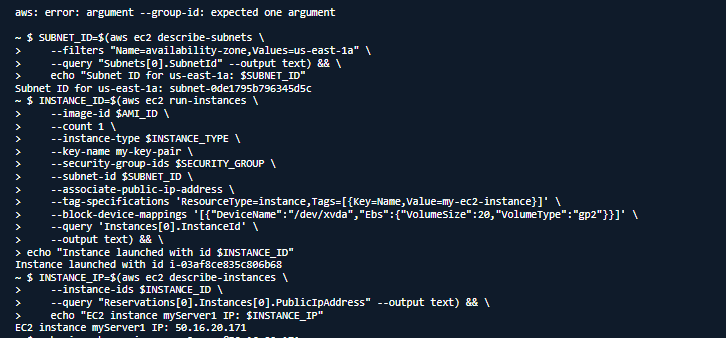 aws: error: argument --group-id: expected one argument
~ $ SUBNET_ID=$(aws ec2 describe-subnets \
>     --filters "Name=availability-zone,Values=us-east-1a" \
>     --query "Subnets[0].SubnetId" --output text) && \
>     echo "Subnet ID for us-east-1a: $SUBNET_ID"
Subnet ID for us-east-1a: subnet-0de1795b796345d5c
~ $ INSTANCE_ID=$(aws ec2 run-instances \
>     --image-id $AMI_ID \
>     --count 1 \
>     --instance-type $INSTANCE_TYPE \
>     --key-name my-key-pair \
>     --security-group-ids $SECURITY_GROUP \
>     --subnet-id $SUBNET_ID \
>     --associate-public-ip-address \
>     --tag-specifications 'ResourceType=instance,Tags=[{Key=Name,Value=my-ec2-instance}]' \
>     --block-device-mappings '[{"DeviceName":"/dev/xvda","Ebs":{"VolumeSize":20,"VolumeType":"gp2"}}]' \
>     --query 'Instances[0].InstanceId' \
>     --output text) && \
> echo "Instance launched with id $INSTANCE_ID"
Instance launched with id i-03af8ce835c806b68
~ $ INSTANCE_IP=$(aws ec2 describe-instances \
>     --instance-ids $INSTANCE_ID \
>     --query "Reservations[0].Instances[0].PublicIpAddress" --output text) && \
>     echo "EC2 instance myServer1 IP: $INSTANCE_IP"
EC2 instance myServer1 IP: 50.16.20.171